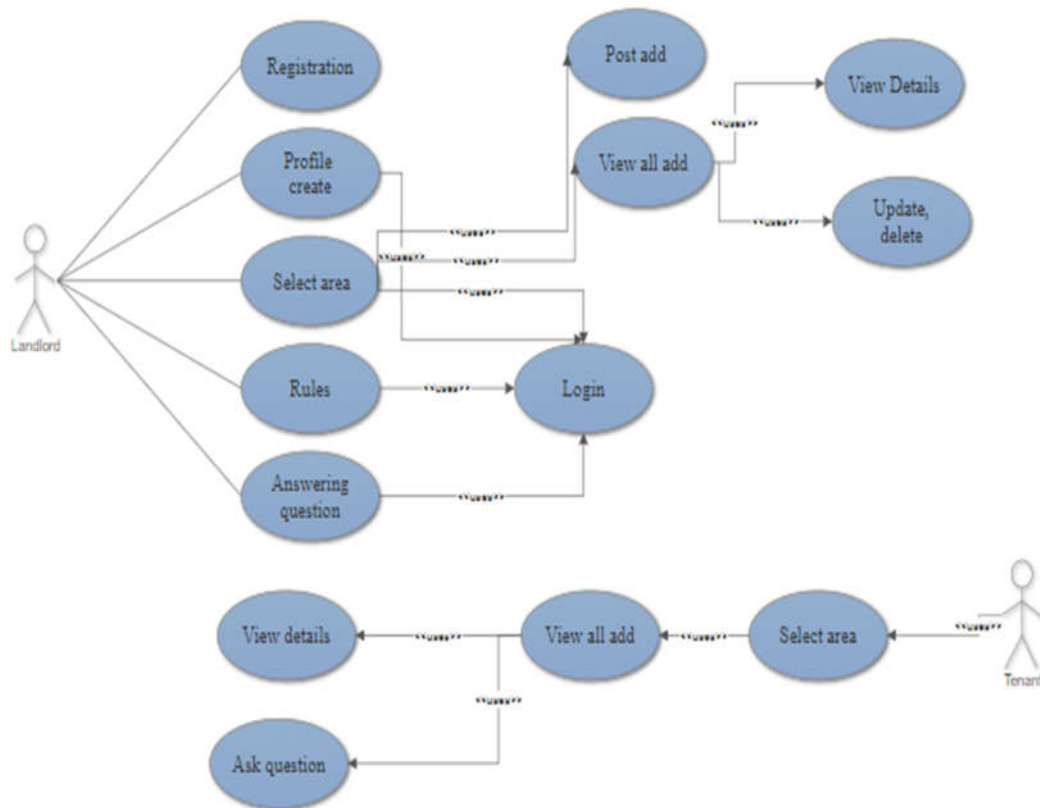 Registration
Post add
View Details
Profile
create
View all add
Update,
delete
Select area
Landlord
Rules
Login
Answering
question
View details
View all add
Select area
Tenant
Ask question